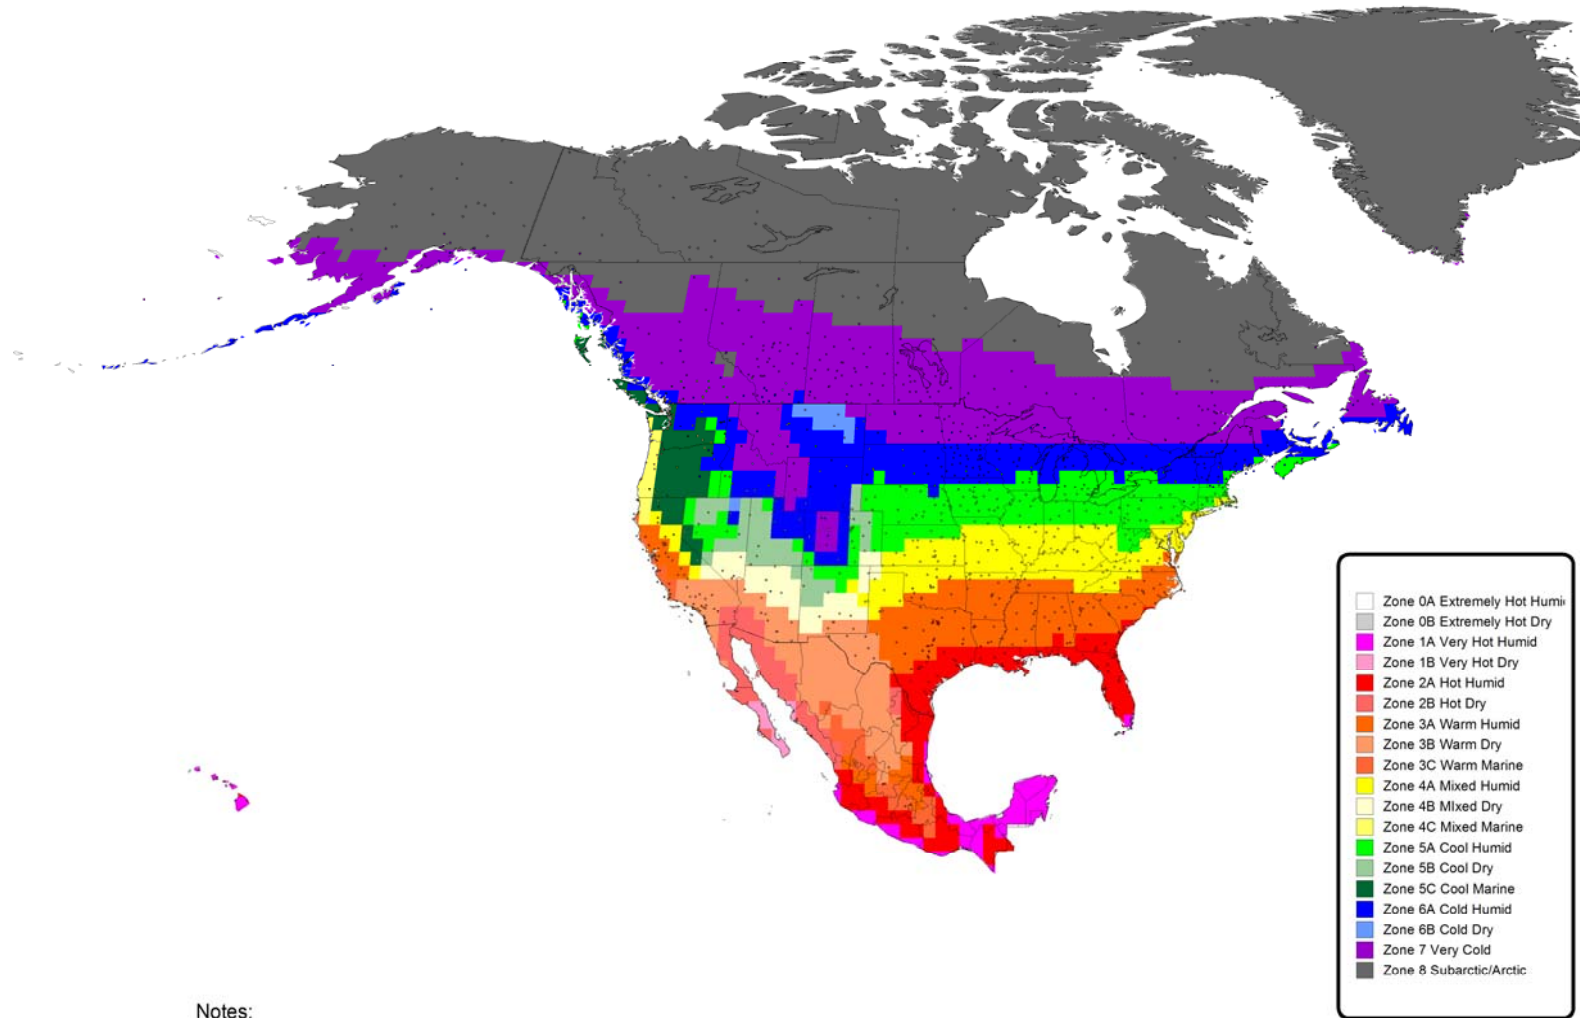 Zone 0A Extremely Hot Humi
Zone 0B Extremely Hot Dry
Zone 1A Very Hot Humid
Zone 1B Very Hot Dry
Zone 2A Hot Humid
Zone 2B Hot Dry
Zone 3A Warm Humid
Zone 3B Warm Dry
Zone 3C Warm Marine
Zone 4A Mixed Humid
Zone 4B MIxed Dry
Zone 4C Mixed Marine
Zone 5A Cool Humid
Zone 5B Cool Dry
Zone 5C Cool Marine
Zone 6A Cold Humid
Zone 6B Cold Dry
Zone 7 Very Cold
Zone 8 Subarctic/Arctic
Notes: